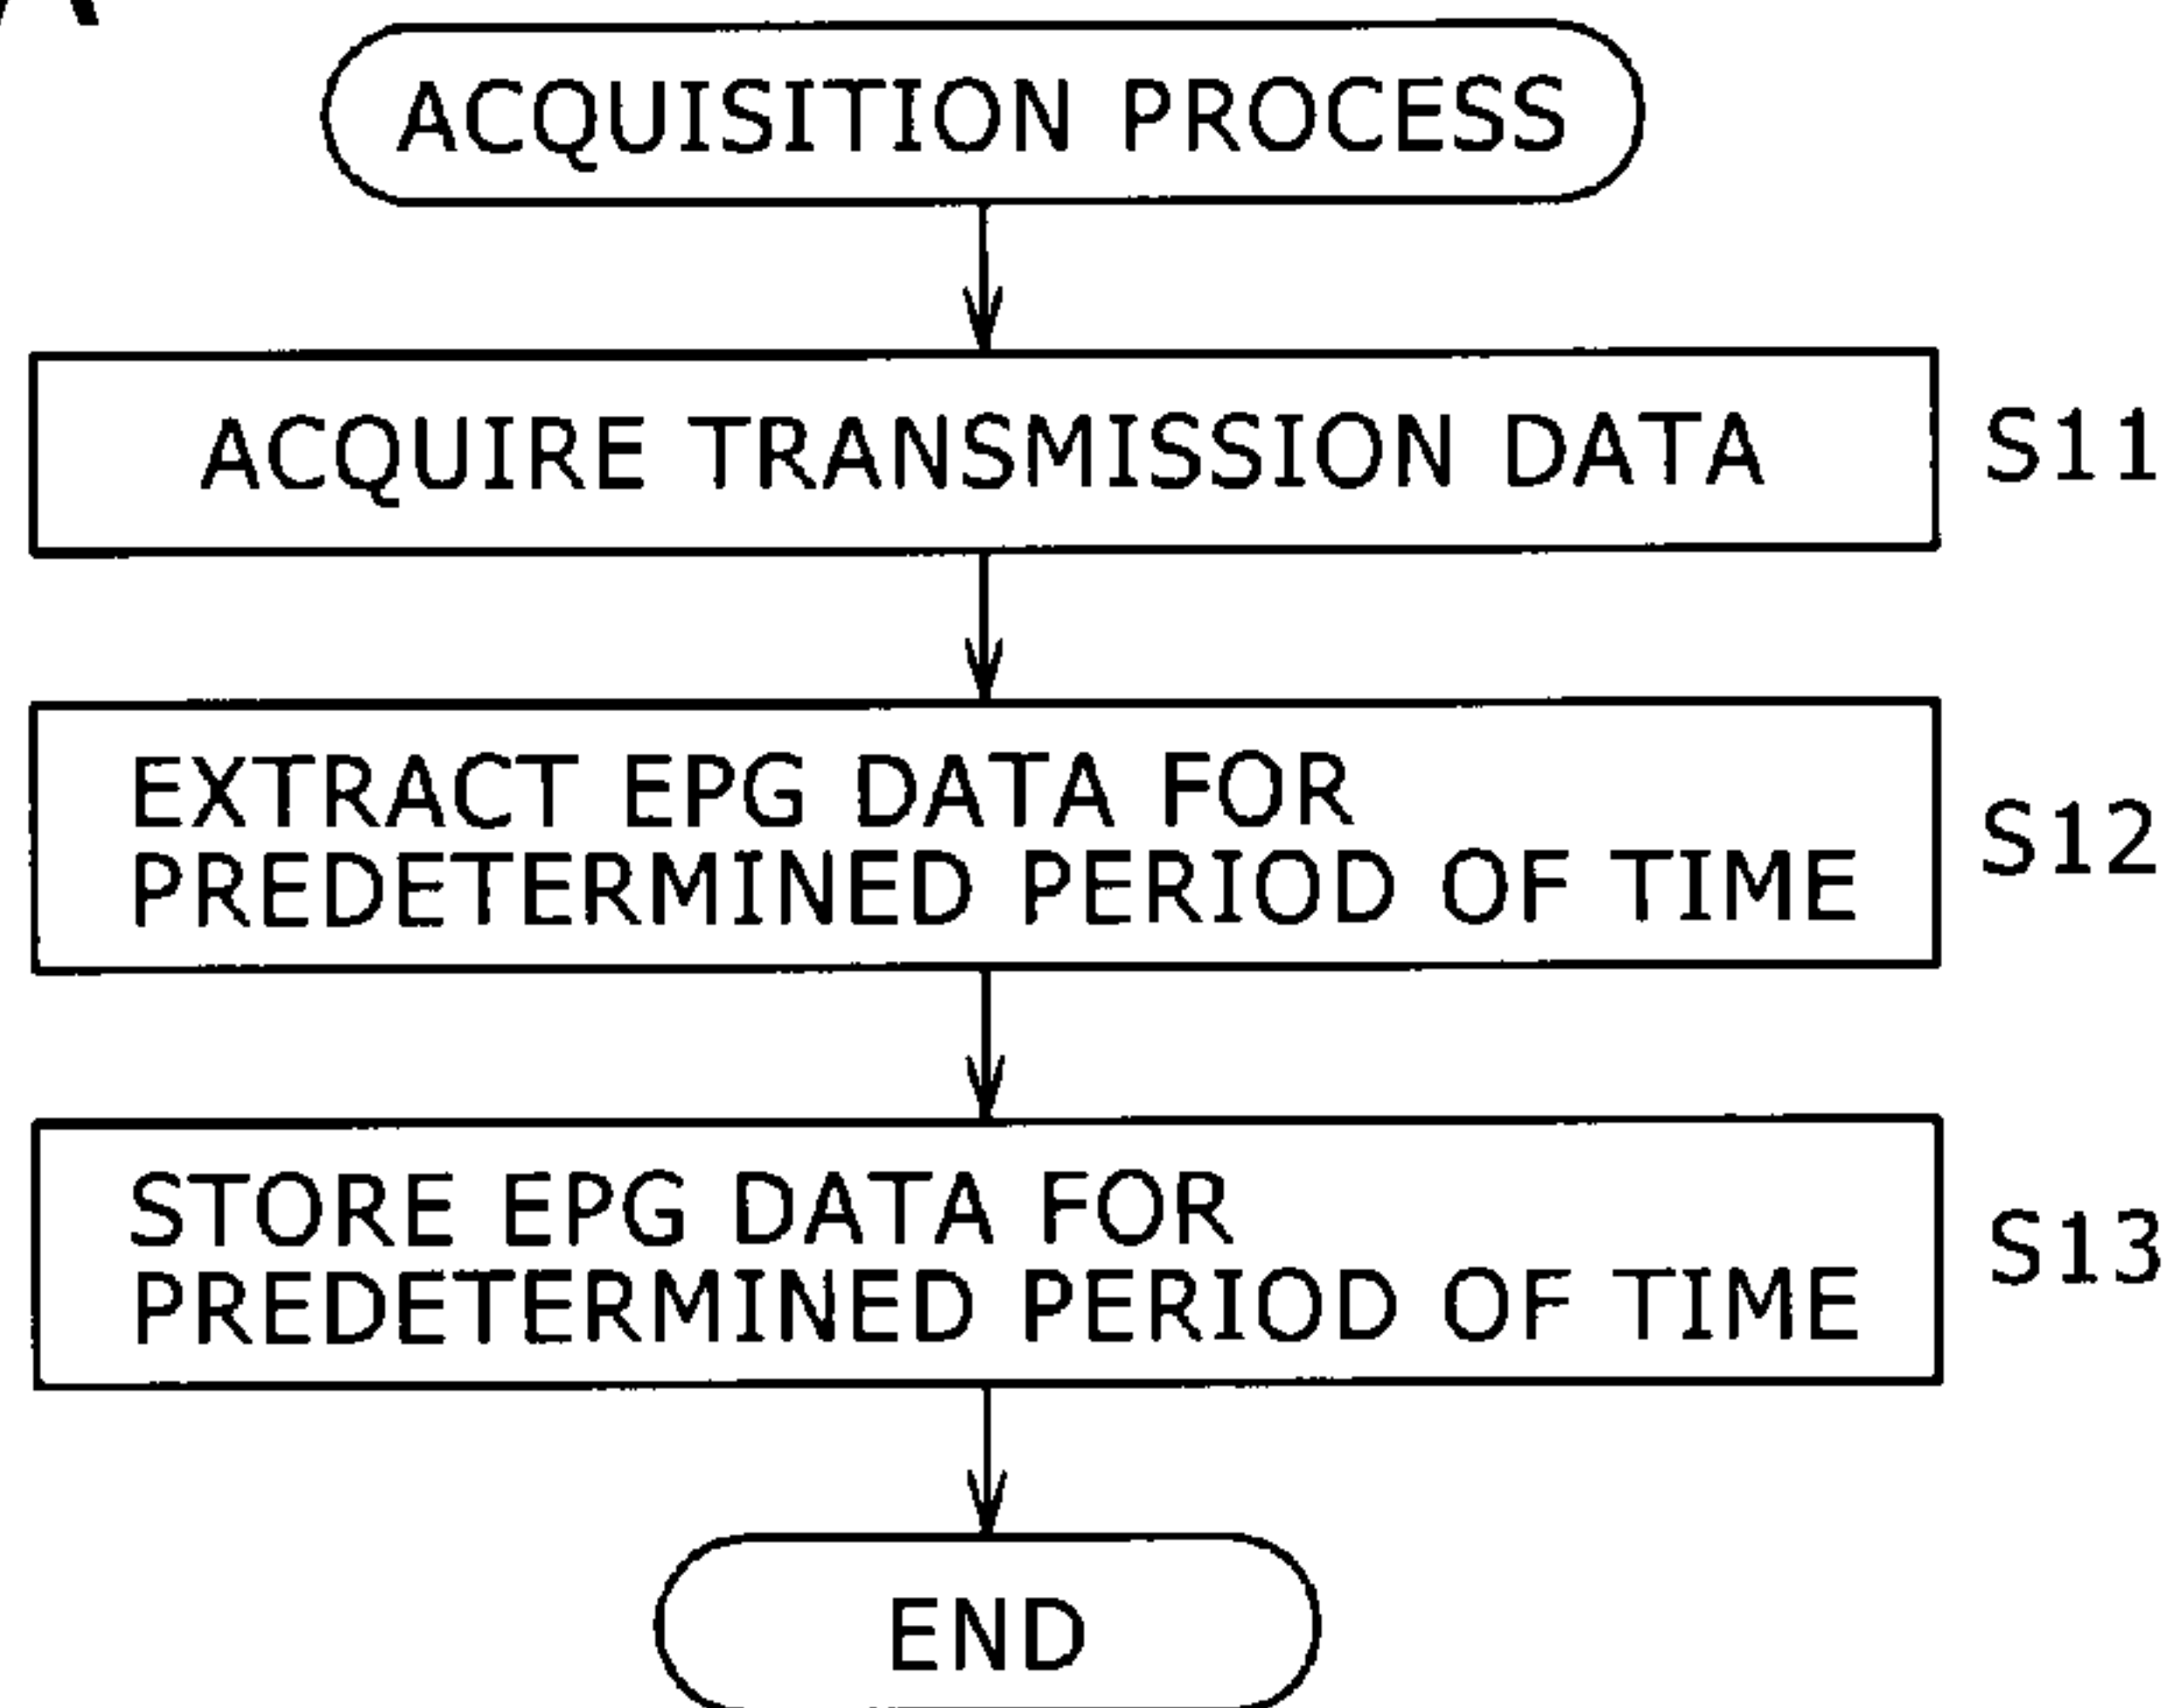 ACQUISITION PROCESS
ACQUIRE TRANSMISSION DATA
S11
EXTRACT EPG DATA FOR
PREDETERMINED PERIOD OF TIME
S12
STORE EPG DATA FOR
PREDETERMINED PERIOD OF TIME
S13
END